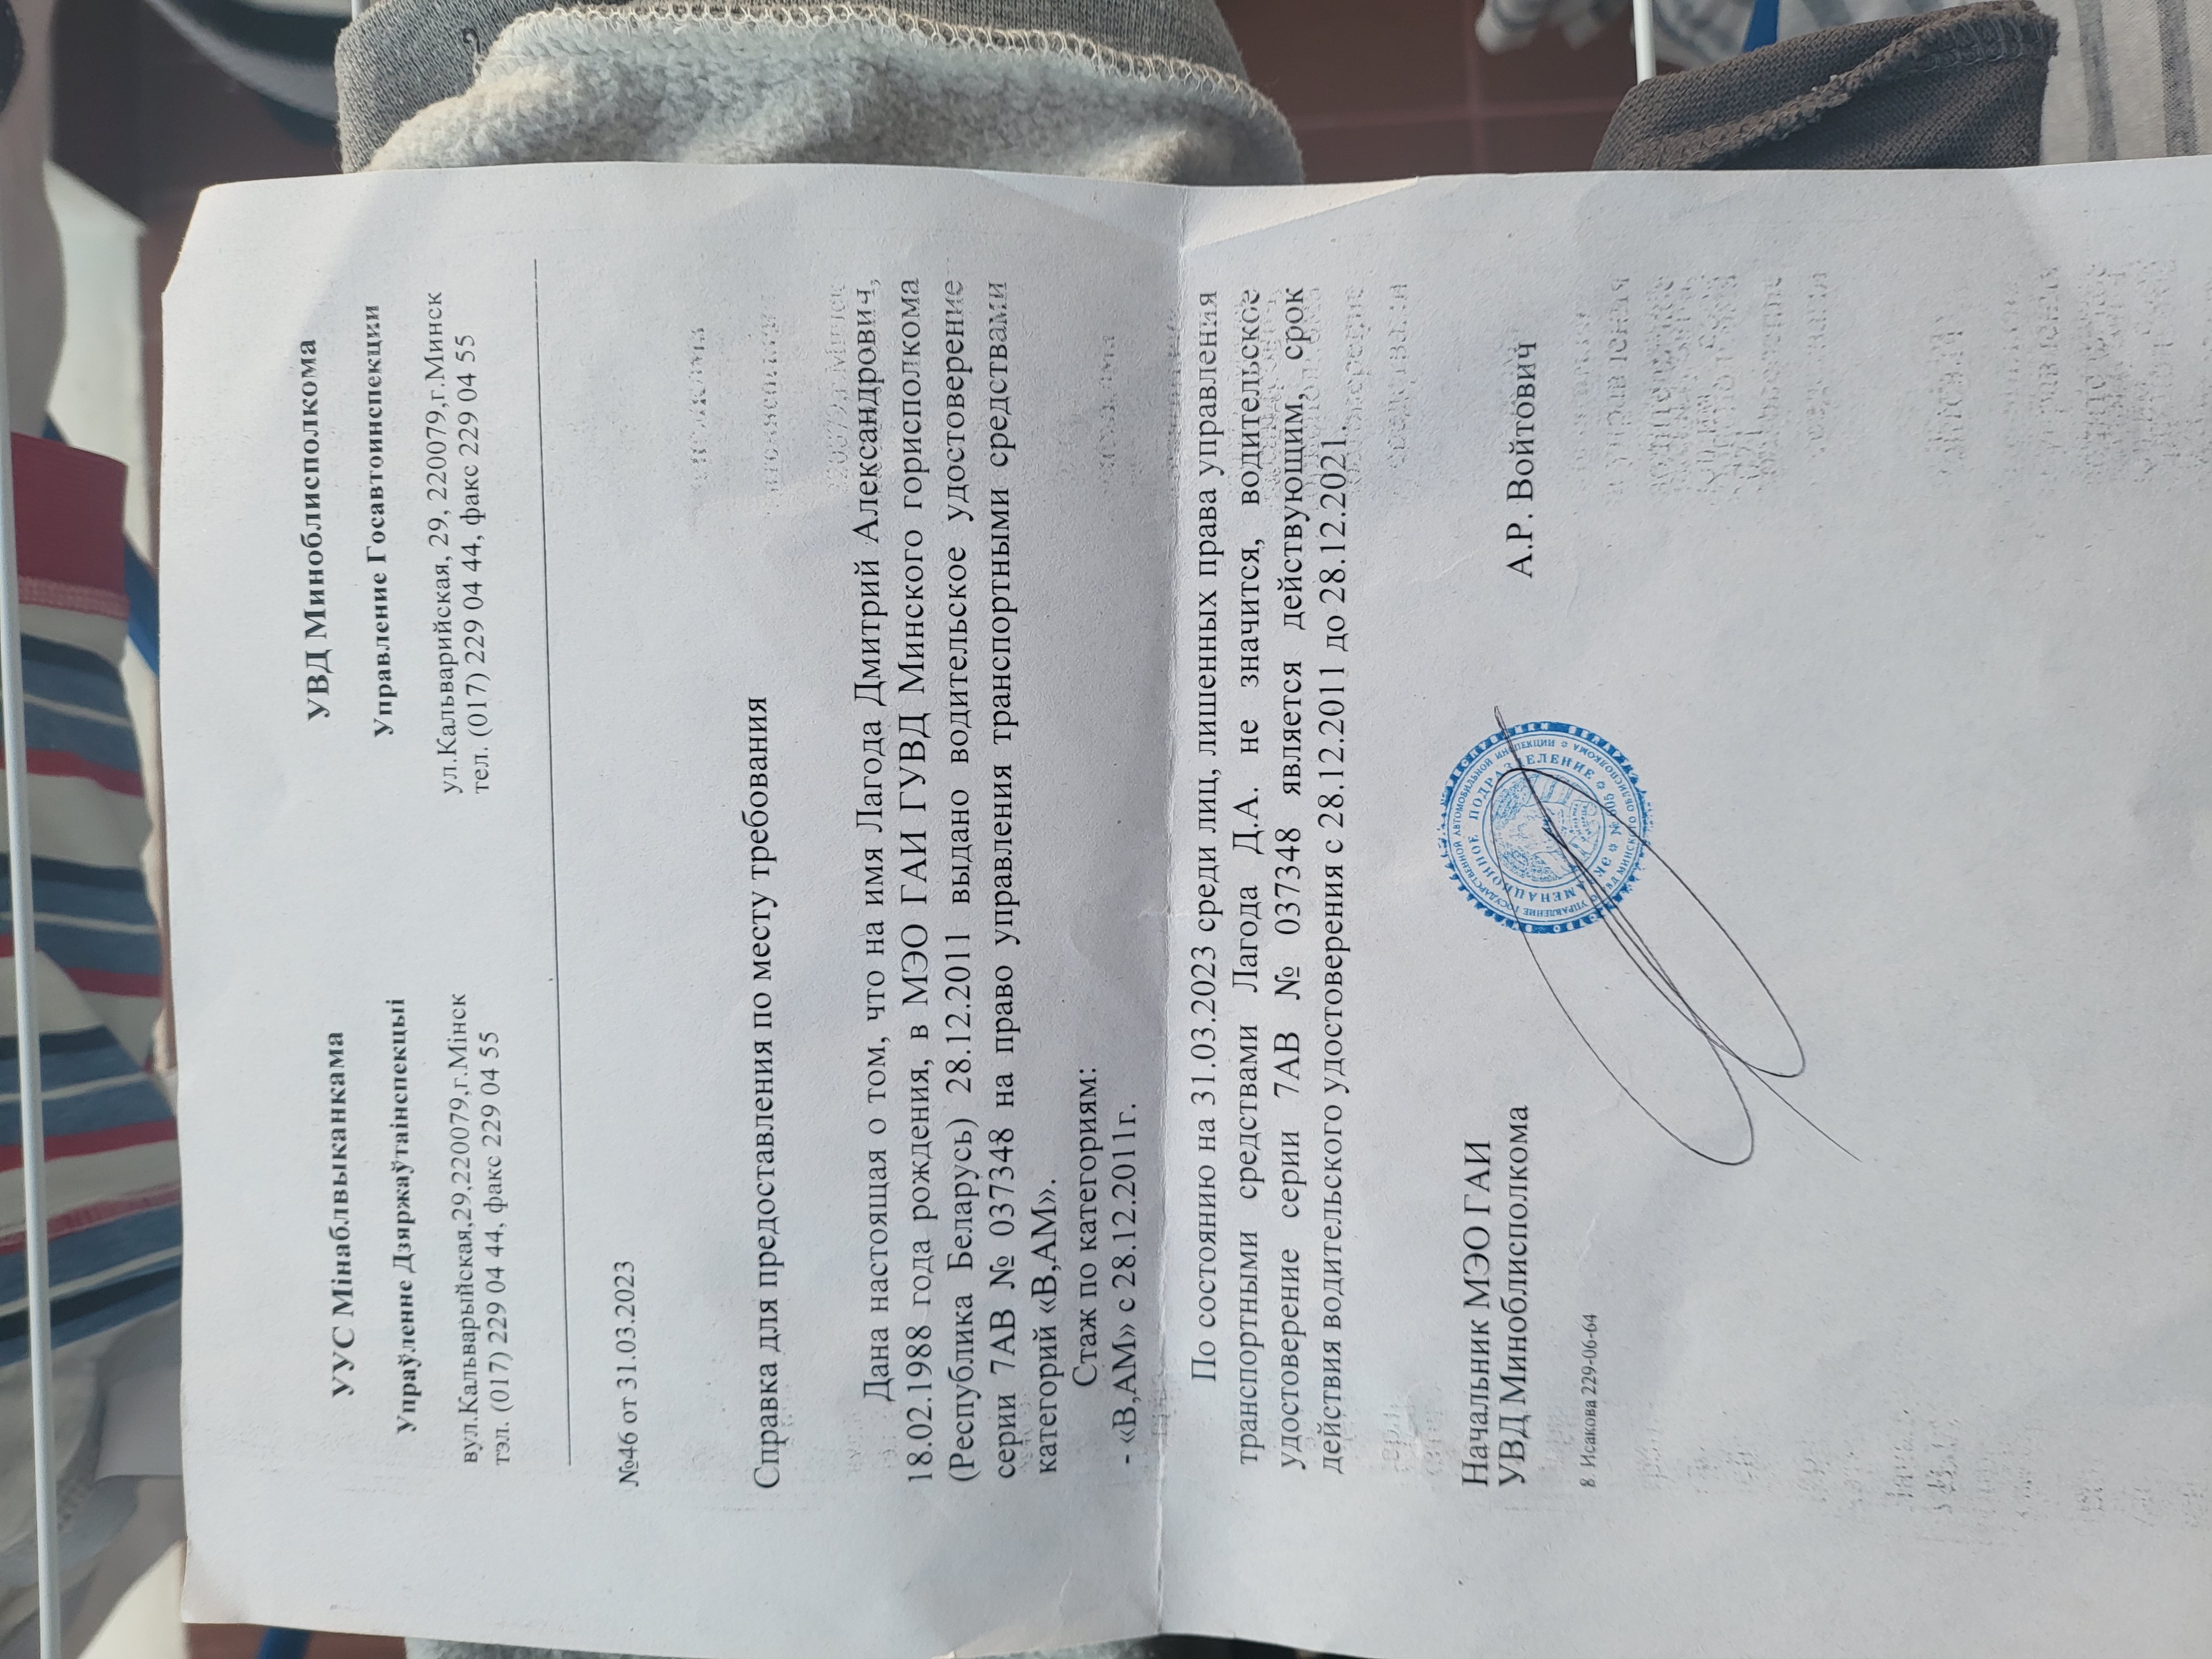 УУС Мінаблвыканкама
Упраўленне Дзяржаўтаінспекцыі
вул.Кальварыйская,29,220079,г.Мінск
тэл. (017) 229 04 44, факс 229 04 55
УВД Миноблисполкома
Управление Госавтоинспекции
ул.Кальварийская, 29, 220079,г.Минск
тел. (017) 229 04 44, факс 229 04 55
№46 от 31.03.2023
Справка для предоставления по месту требования
Дана настоящая о том, что на имя Лагода Дмитрий Александрович,
18.02.1988 года рождения, в МЭО ГАИ ГУВД Минского горисполкома
(Республика Беларусь) 28.12.2011 выдано водительское удостоверение
серии 7АВ № 037348 на право управления транспортными средствами
категорий «В,АМ».
Стаж по категориям:
- «В,АМ» с 28.12.2011г.
По состоянию на 31.03.2023 среди лиц, лишенных права управления
транспортными средствами Лагода Д.А. не значится, водительское
удостоверение серии 7АВ № 037348 является действующим, срок
действия водительского удостоверения с 28.12.2011 до 28.12.2021.
Начальник МЭО ГАИ
УВД Миноблисполкома
А.Р. Войтович
УПРАВЛЕНИЕ ГОСУДАРСТВЕННОЙ АВТОМОБИЛЬНОЙ ИНСПЕКЦИИ
УВД МИНСКОГО ОБЛИСПОЛКОМА
ЭКЗАМЕНАЦИОННОЕ ПОДРАЗДЕЛЕНИЕ
8. Исакова 229-06-64